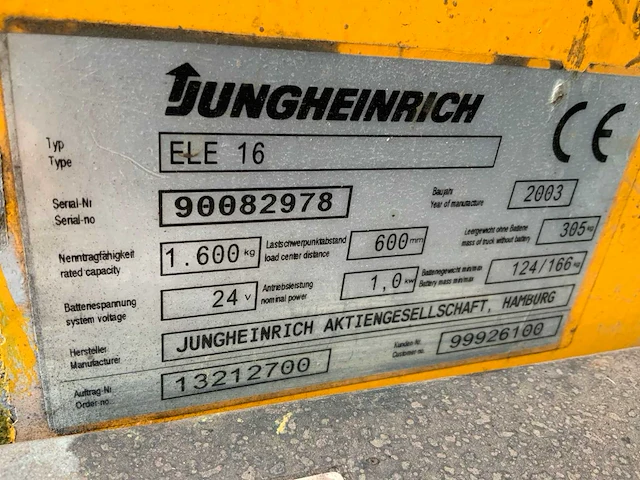 JUNGHEINRICH
CE
Typ
Type
ELE 16
Serial-Nr
Serial-no
90082978
Baujahr
Year of manufacture
2003
Nenntragfähigkeit
rated capacity
1.600 kg
Lastschwerpunktabstand
load center distance
600 mm
Leergewicht ohne Batterie
mass of truck without battery
305 kg
Batteriespannung
system voltage
24 V
Antriebsleistung
nominal power
1,0 kW
Batteriegewicht min/max
Battery mass min/max
124/166 kg
Hersteller
Manufacturer
JUNGHEINRICH AKTIENGESELLSCHAFT, HAMBURG
Auftrag-Nr.
Order-no.
13212700
Kunden-Nr.
Customer-no.
99926100